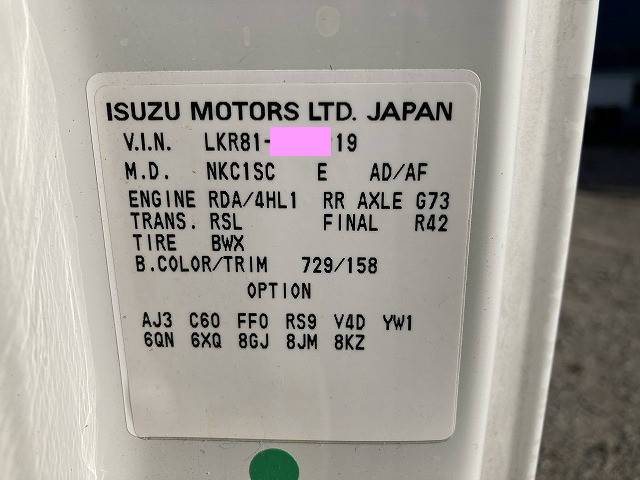 ISUZU MOTORS LTD. JAPAN
V.I.N. LKR81- 19
M.D. NKC1SC E AD/AF
ENGINE RDA/4HL1 RR AXLE G73
TRANS. RSL FINAL R42
TIRE BWX
B.COLOR/TRIM 729/158
OPTION
AJ3 C60 FF0 RS9 V4D YW1
6QN 6XQ 8GJ 8JM 8KZ